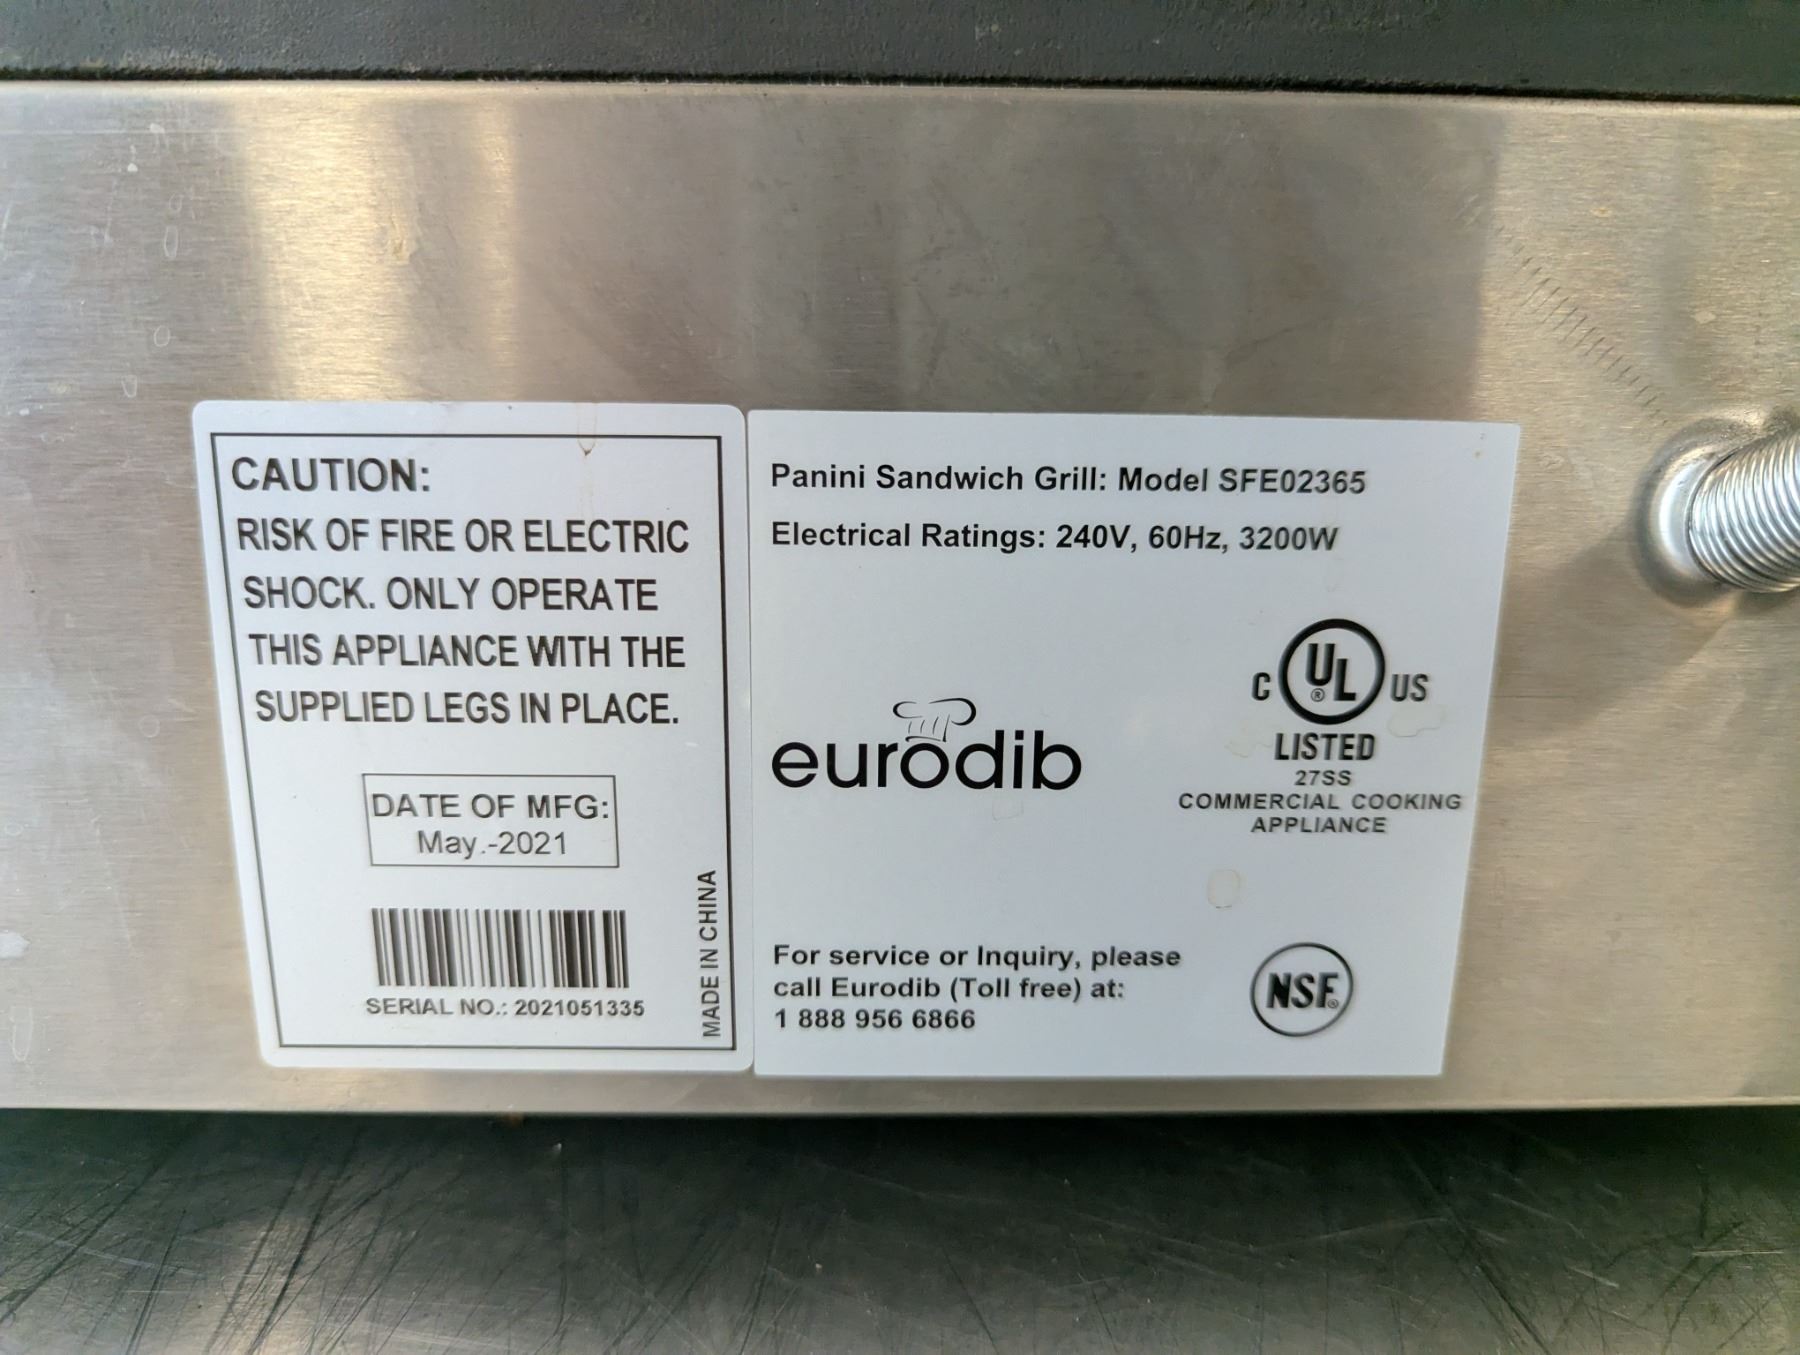 CAUTION:
RISK OF FIRE OR ELECTRIC
SHOCK. ONLY OPERATE
THIS APPLIANCE WITH THE
SUPPLIED LEGS IN PLACE.
DATE OF MFG:
May.-2021
SERIAL NO.: 2021051335
MADE IN CHINA
Panini Sandwich Grill: Model SFE02365
Electrical Ratings: 240V, 60Hz, 3200W
eurodib
C UL® US
LISTED
27SS
COMMERCIAL COOKING
APPLIANCE
For service or Inquiry, please
call Eurodib (Toll free) at:
1 888 956 6866
NSF®